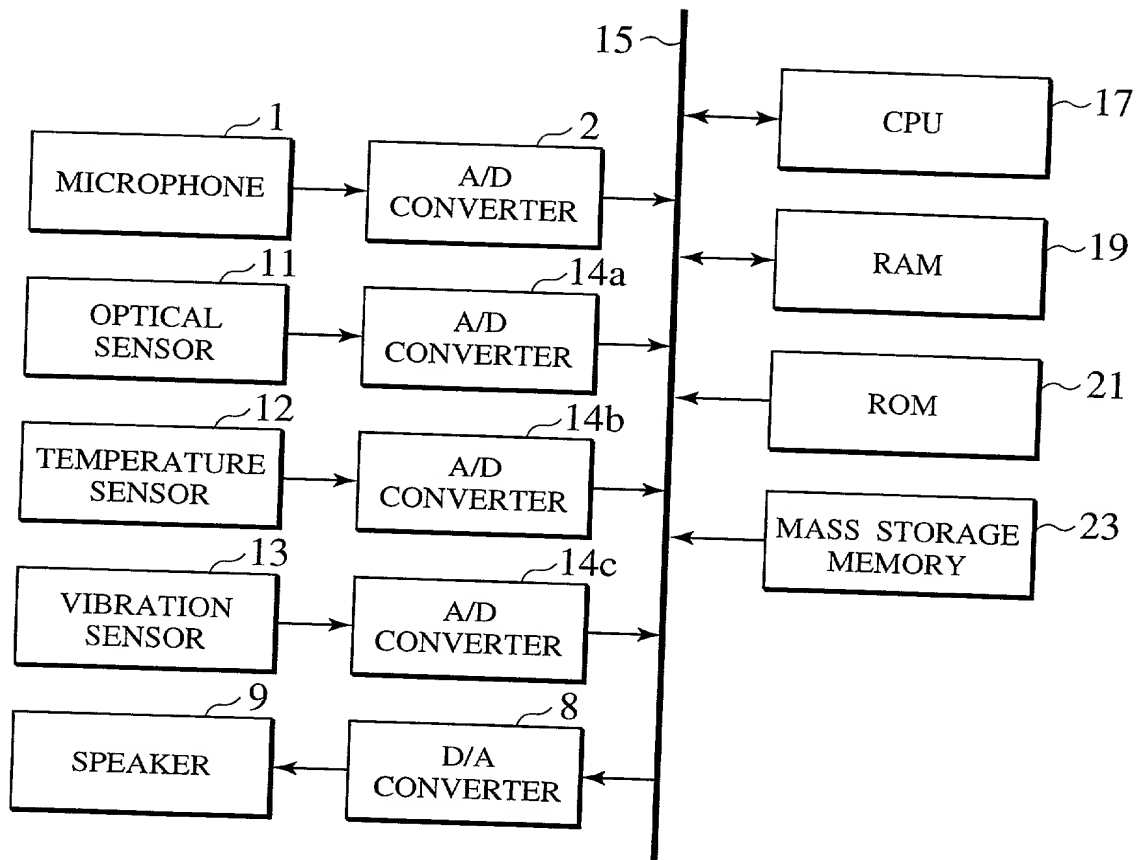 15
CPU
17
1
MICROPHONE
2
A/D
CONVERTER
RAM
19
11
OPTICAL
SENSOR
14a
A/D
CONVERTER
ROM
21
12
TEMPERATURE
SENSOR
14b
A/D
CONVERTER
MASS STORAGE
MEMORY
23
13
VIBRATION
SENSOR
14c
A/D
CONVERTER
9
SPEAKER
8
D/A
CONVERTER